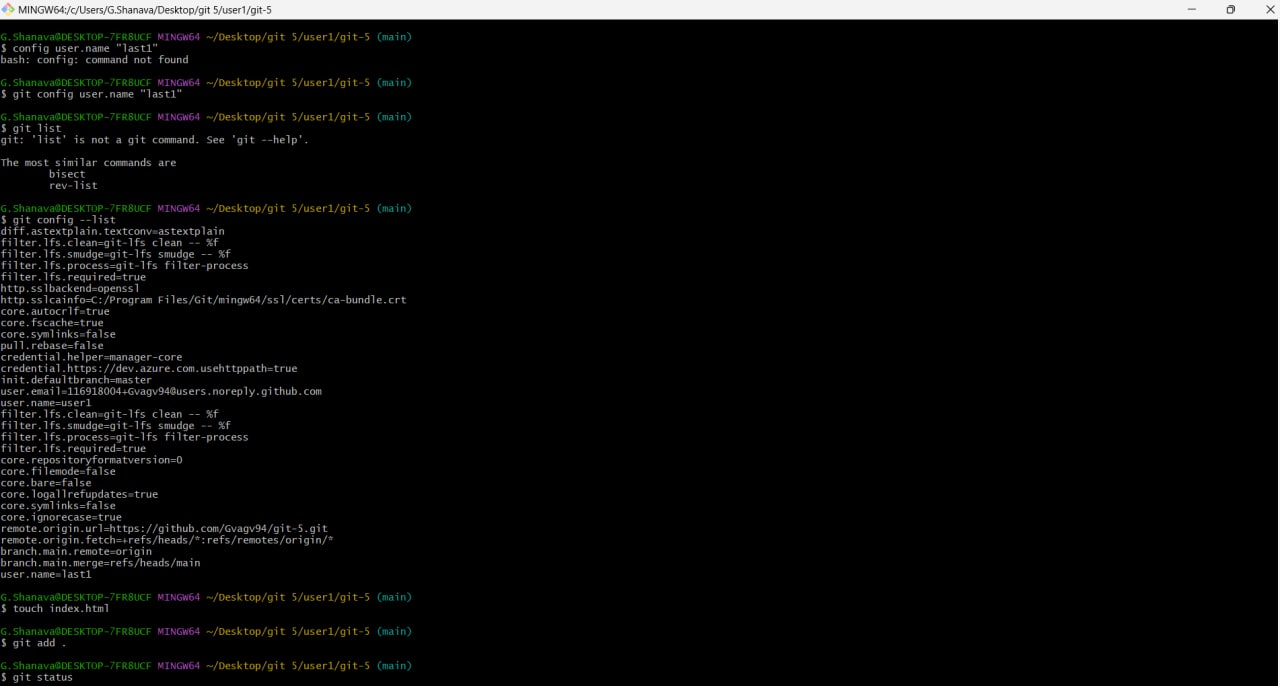 MINGW64:/c/Users/G.Shanava/Desktop/git 5/user1/git-5
G.Shanava@DESKTOP-7FR8UCF MINGW64 ~/Desktop/git 5/user1/git-5 (main)
$ config user.name "last1"
bash: config: command not found
G.Shanava@DESKTOP-7FR8UCF MINGW64 ~/Desktop/git 5/user1/git-5 (main)
$ git config user.name "last1"
G.Shanava@DESKTOP-7FR8UCF MINGW64 ~/Desktop/git 5/user1/git-5 (main)
$ git list
git: 'list' is not a git command. See 'git --help'.
The most similar commands are
bisect
rev-list
G.Shanava@DESKTOP-7FR8UCF MINGW64 ~/Desktop/git 5/user1/git-5 (main)
$ git config --list
diff.astextplain.textconv=astextplain
filter.lfs.clean=git-lfs clean -- %f
filter.lfs.smudge=git-lfs smudge -- %f
filter.lfs.process=git-lfs filter-process
filter.lfs.required=true
http.sslbackend=openssl
http.sslcainfo=C:/Program Files/Git/mingw64/ssl/certs/ca-bundle.crt
core.autocrlf=true
core.fscache=true
core.symlinks=false
pull.rebase=false
credential.helper=manager-core
credential.https://dev.azure.com.usehttppath=true
init.defaultbranch=master
user.email=116918004+Gvagv94@users.noreply.github.com
user.name=user1
filter.lfs.clean=git-lfs clean -- %f
filter.lfs.smudge=git-lfs smudge -- %f
filter.lfs.process=git-lfs filter-process
filter.lfs.required=true
core.repositoryformatversion=0
core.filemode=false
core.bare=false
core.logallrefupdates=true
core.symlinks=false
core.ignorecase=true
remote.origin.url=https://github.com/Gvagv94/git-5.git
remote.origin.fetch=+refs/heads/*:refs/remotes/origin/*
branch.main.remote=origin
branch.main.merge=refs/heads/main
user.name=last1
G.Shanava@DESKTOP-7FR8UCF MINGW64 ~/Desktop/git 5/user1/git-5 (main)
$ touch index.html
G.Shanava@DESKTOP-7FR8UCF MINGW64 ~/Desktop/git 5/user1/git-5 (main)
$ git add .
G.Shanava@DESKTOP-7FR8UCF MINGW64 ~/Desktop/git 5/user1/git-5 (main)
$ git status